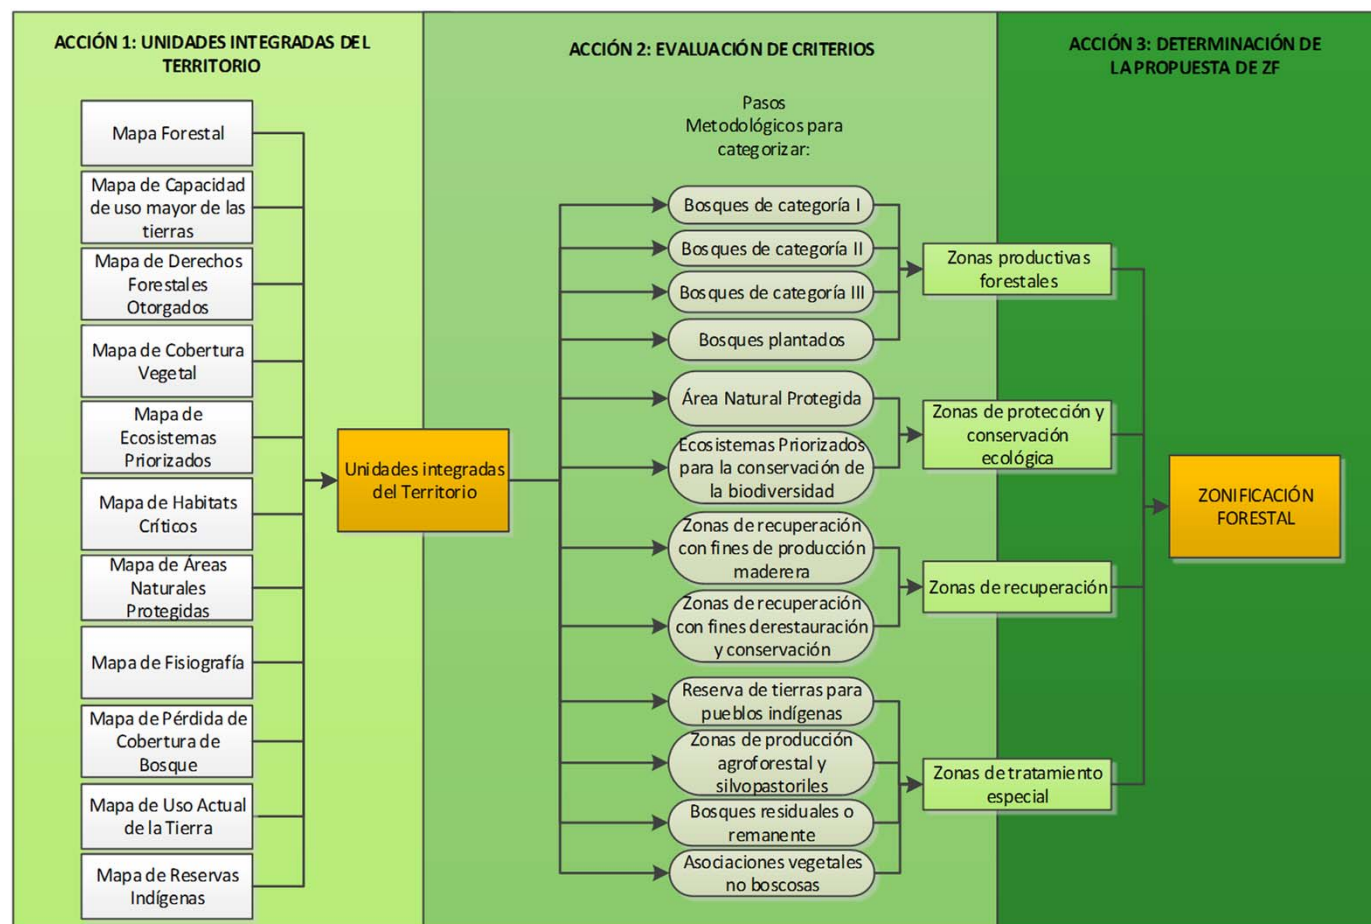 ACCIÓN 1: UNIDADES INTEGRADAS DEL
TERRITORIO
Mapa Forestal
Mapa de Capacidad
de uso mayor de las
tierras
Mapa de Derechos
Forestales
Otorgados
Mapa de Cobertura
Vegetal
Mapa de
Ecosistemas
Priorizados
Mapa de Habitats
Críticos
Mapa de Áreas
Naturales
Protegidas
Mapa de Fisiografía
Mapa de Pérdida de
Cobertura de
Bosque
Mapa de Uso Actual
de la Tierra
Mapa de Reservas
Indígenas
Unidades integradas
del Territorio
ACCIÓN 2: EVALUACIÓN DE CRITERIOS
Pasos
Metodológicos para
categorizar:
Bosques de categoría I
Bosques de categoría II
Bosques de categoría III
Bosques plantados
Área Natural Protegida
Ecosistemas Priorizados
para la conservación de
la biodiversidad
Zonas de recuperación
con fines de producción
maderera
Zonas de recuperación
con fines derestauración
y conservación
Reserva de tierras para
pueblos indígenas
Zonas de producción
agroforestal y
silvopastoriles
Bosques residuales o
remanente
Asociaciones vegetales
no boscosas
ACCIÓN 3: DETERMINACIÓN DE
LA PROPUESTA DE ZF
Zonas productivas
forestales
Zonas de protección y
conservación
ecológica
Zonas de recuperación
Zonas de tratamiento
especial
ZONIFICACIÓN
FORESTAL